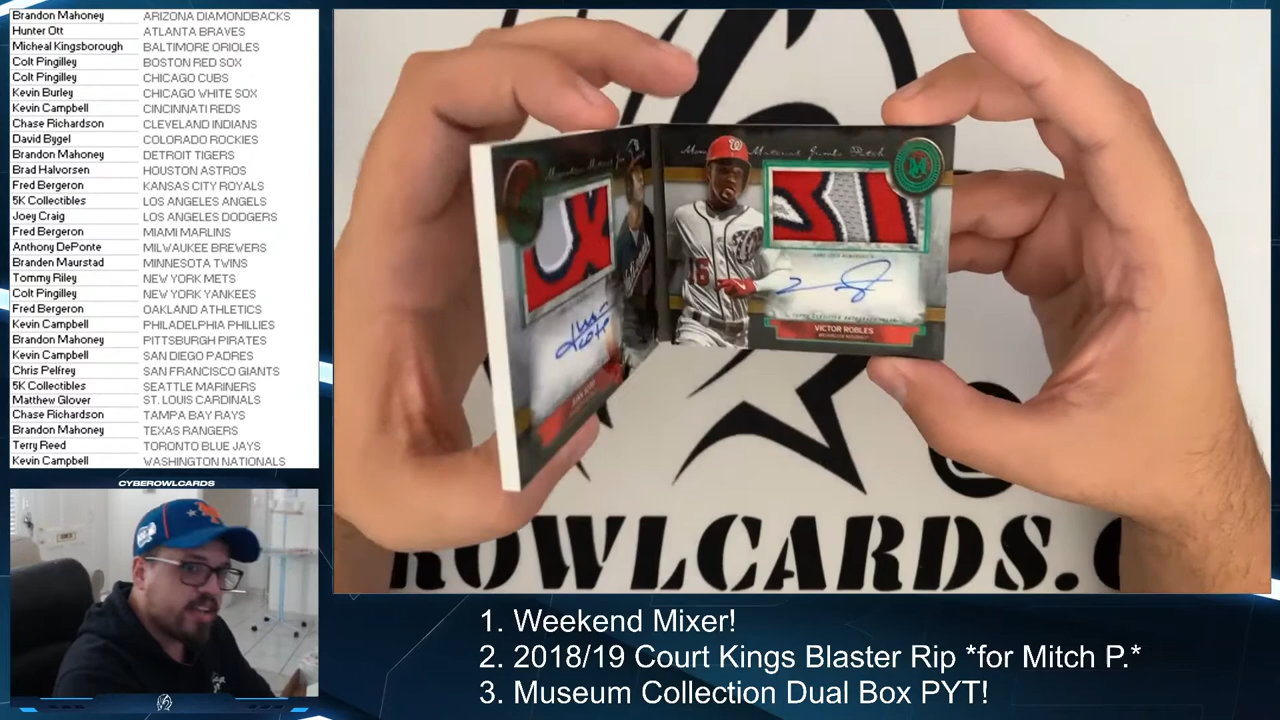 Brandon Mahoney ARIZONA DIAMONDBACKS
Hunter Ott ATLANTA BRAVES
Micheal Kingsborough BALTIMORE ORIOLES
Colt Pingilley BOSTON RED SOX
Colt Pingilley CHICAGO CUBS
Kevin Burley CHICAGO WHITE SOX
Kevin Campbell CINCINNATI REDS
Chase Richardson CLEVELAND INDIANS
David Bygel COLORADO ROCKIES
Brandon Mahoney DETROIT TIGERS
Brad Halvorsen HOUSTON ASTROS
Fred Bergeron KANSAS CITY ROYALS
5K Collectibles LOS ANGELES ANGELS
Joey Craig LOS ANGELES DODGERS
Fred Bergeron MIAMI MARLINS
Anthony DePonte MILWAUKEE BREWERS
Branden Maurstad MINNESOTA TWINS
Tommy Riley NEW YORK METS
Colt Pingilley NEW YORK YANKEES
Fred Bergeron OAKLAND ATHLETICS
Kevin Campbell PHILADELPHIA PHILLIES
Brandon Mahoney PITTSBURGH PIRATES
Kevin Campbell SAN DIEGO PADRES
Chris Pelfrey SAN FRANCISCO GIANTS
5K Collectibles SEATTLE MARINERS
Matthew Glover ST. LOUIS CARDINALS
Chase Richardson TAMPA BAY RAYS
Brandon Mahoney TEXAS RANGERS
Terry Reed TORONTO BLUE JAYS
Kevin Campbell WASHINGTON NATIONALS
CYBEROWLCARDS
Material Jumbo Patch
M
W
16
VICTOR ROBLES
ROWLCARDS.C
1. Weekend Mixer!
2. 2018/19 Court Kings Blaster Rip *for Mitch P.*
3. Museum Collection Dual Box PYT!